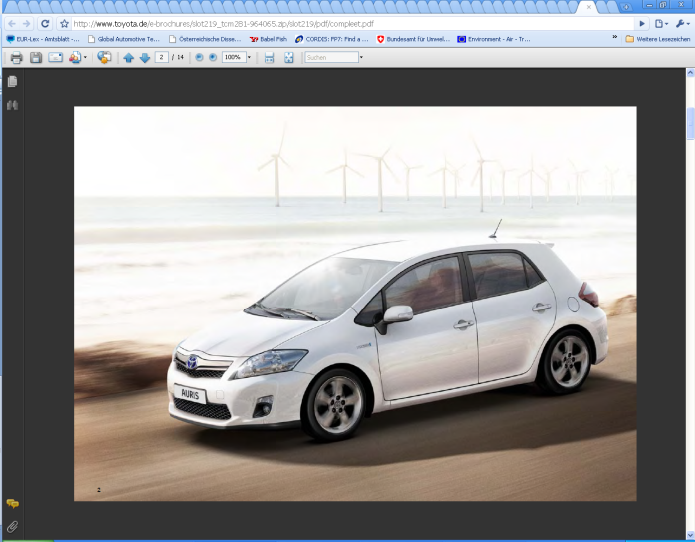 http://www.toyota.de/e-brochures/slot219_tcm281-964065.zip/slot219/pdf/compleet.pdf
EUR-Lex - Amtsblatt -... Global Automotive Te... Österreichische Disse... Babel Fish CORDIS: FP7: Find a ... Bundesamt für Umwel... Environment - Air - Tr... » Weitere Lesezeichen
2 / 14 100% Suchen
AURIS
2